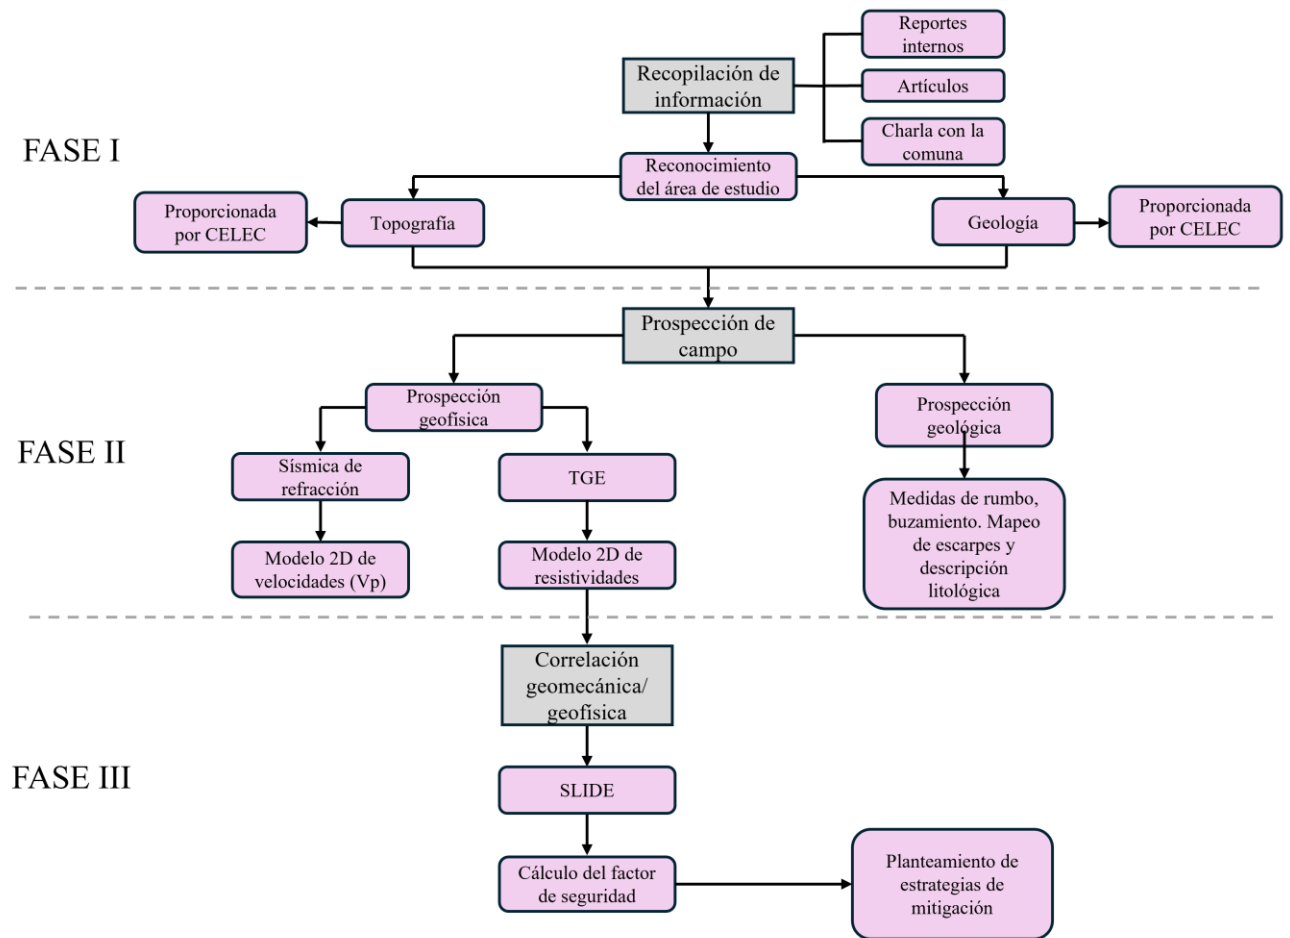 Reportes
internos
Recopilación de
información
Artículos
Charla con la
comuna
FASE I
Reconocimiento
del área de estudio
Proporcionada
por CELEC
Topografía
Geología
Proporcionada
por CELEC
Prospección de
campo
Prospección
geofísica
Prospección
geológica
FASE II
Sísmica de
refracción
TGE
Medidas de rumbo,
buzamiento. Mapeo
de escarpes y
descripción
litológica
Modelo 2D de
velocidades (Vp)
Modelo 2D de
resistividades
Correlación
geomecánica/
geofísica
FASE III
SLIDE
Cálculo del factor
de seguridad
Planteamiento de
estrategias de
mitigación